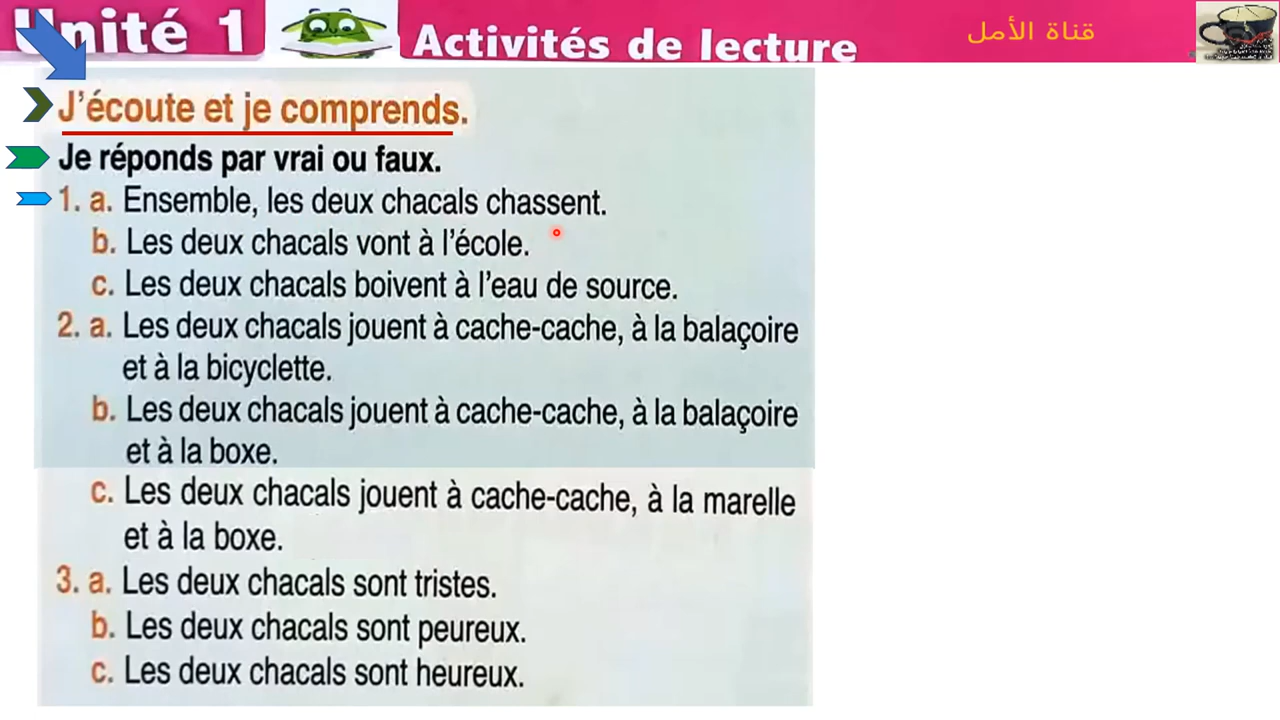 Unité 1 Activités de lecture قناة الأمل
J'écoute et je comprends.
Je réponds par vrai ou faux.
1. a. Ensemble, les deux chacals chassent.
b. Les deux chacals vont à l'école.
c. Les deux chacals boivent à l'eau de source.
2. a. Les deux chacals jouent à cache-cache, à la balaçoire
et à la bicyclette.
b. Les deux chacals jouent à cache-cache, à la balaçoire
et à la boxe.
c. Les deux chacals jouent à cache-cache, à la marelle
et à la boxe.
3. a. Les deux chacals sont tristes.
b. Les deux chacals sont peureux.
c. Les deux chacals sont heureux.